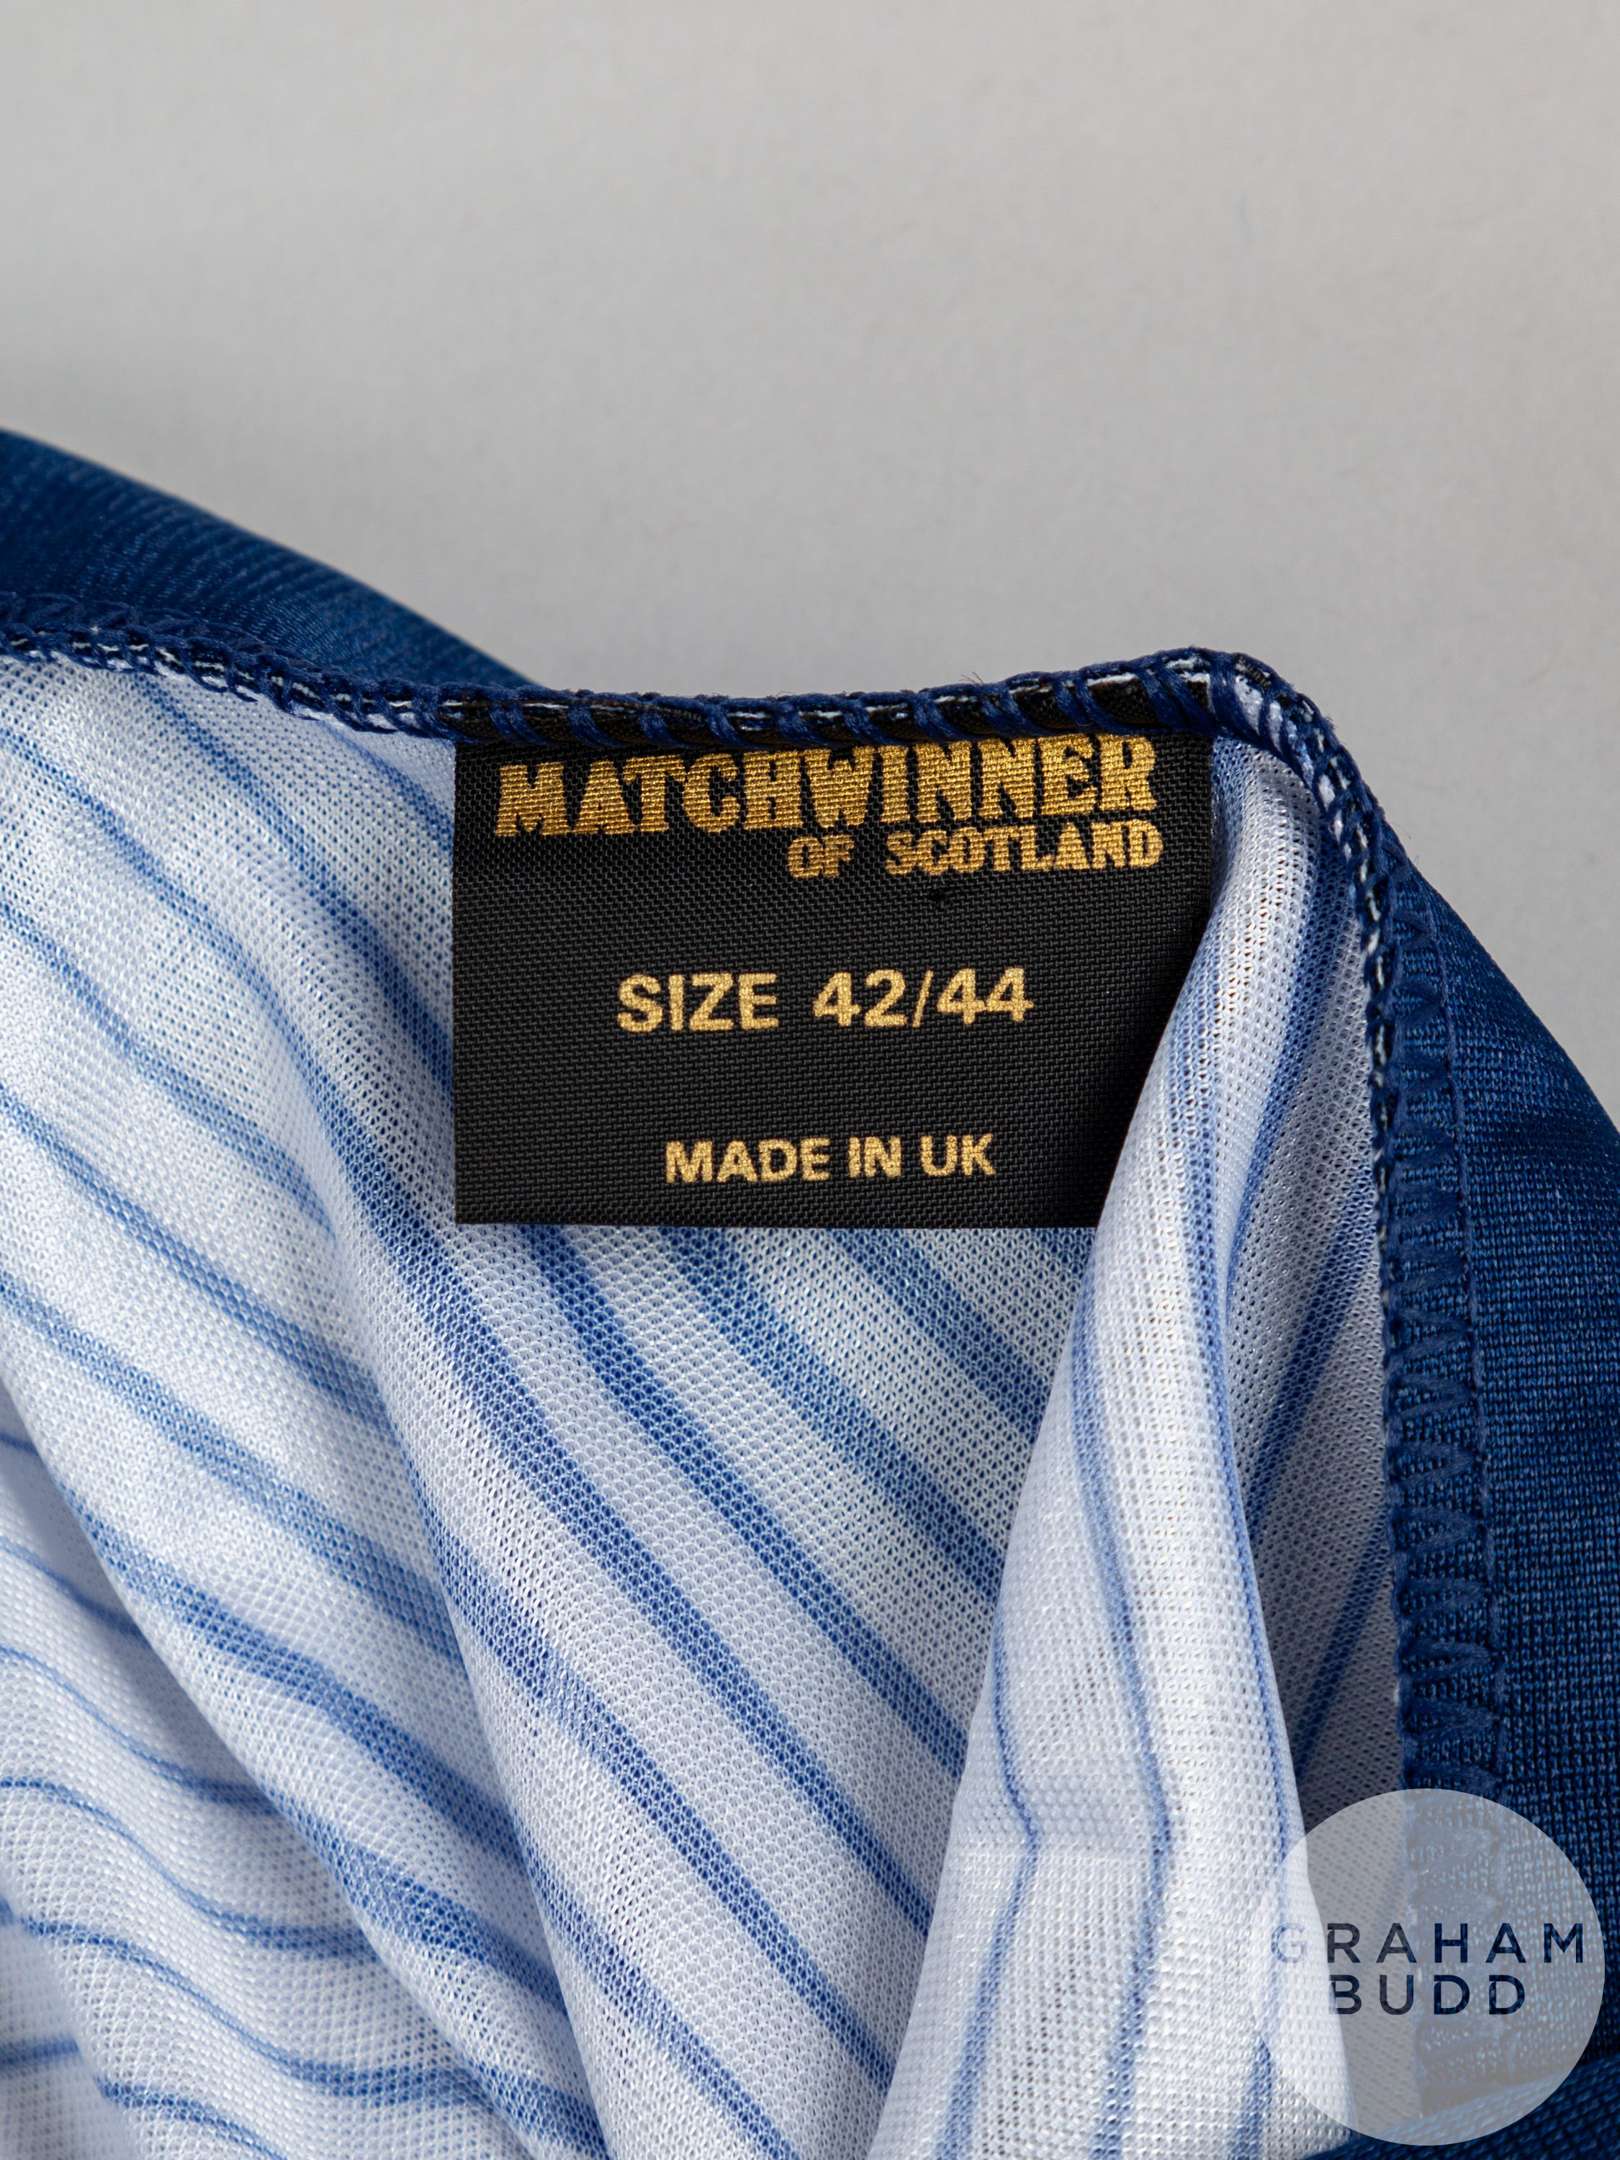 MATCHWINNER
OF SCOTLAND
SIZE 42/44
MADE IN UK
GRAHAM
BUDD